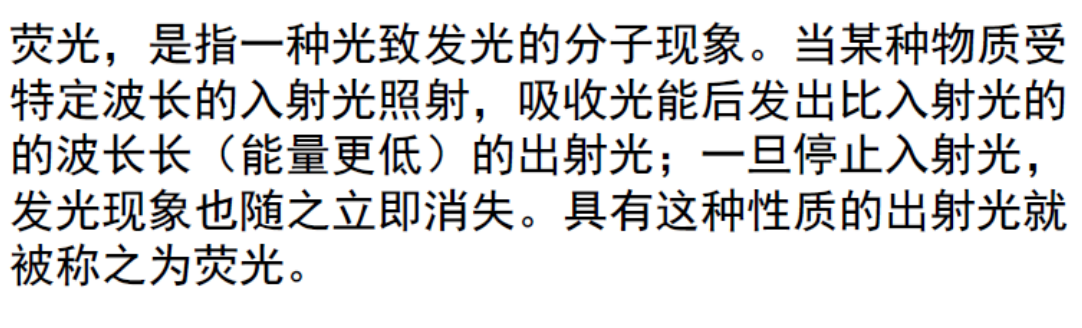 荧光，是指一种光致发光的分子现象。当某种物质受
特定波长的入射光照射，吸收光能后发出比入射光的
的波长长（能量更低）的出射光；一旦停止入射光，
发光现象也随之立即消失。具有这种性质的出射光就
被称之为荧光。